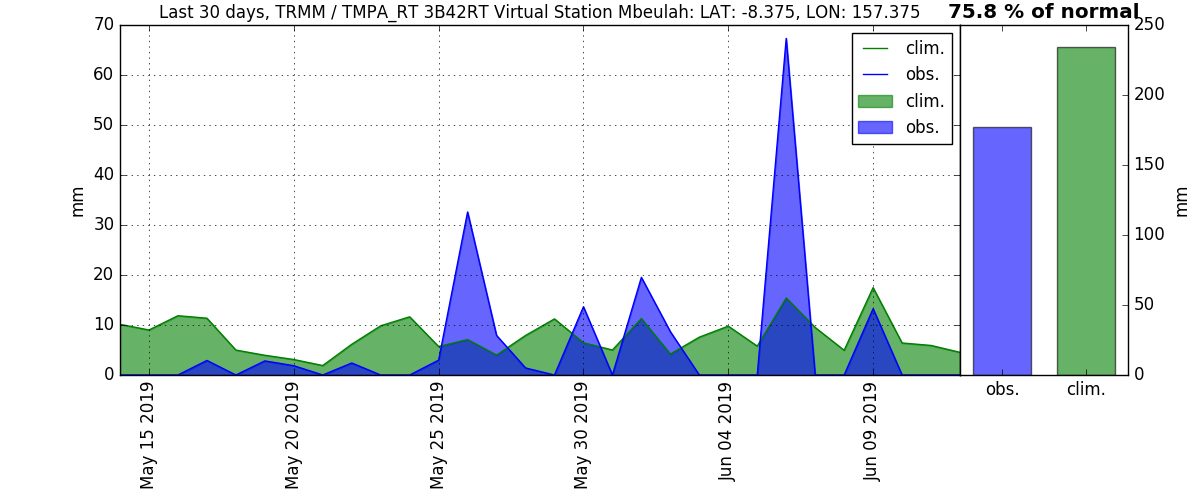 Last 30 days, TRMM / TMPA_RT 3B42RT Virtual Station Mbeulah: LAT: -8.375, LON: 157.375
75.8 % of normal
70
60
50
40
30
20
10
0
mm
clim.
obs.
clim.
obs.
May 15 2019
May 20 2019
May 25 2019
May 30 2019
Jun 04 2019
Jun 09 2019
250
200
150
100
50
0
mm
obs.
clim.